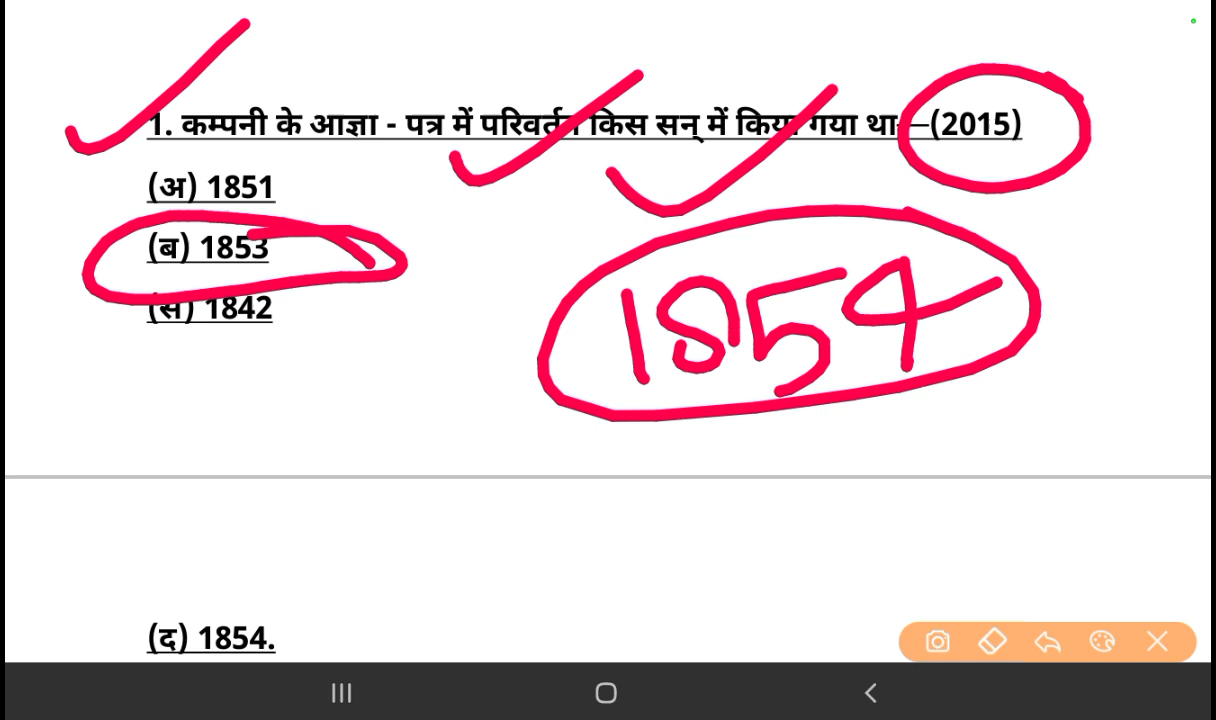 1. कम्पनी के आज्ञा - पत्र में परिवर्तन किस सन् में किया गया था—(2015)
(अ) 1851
(ब) 1853
(स) 1842
1854
(द) 1854.